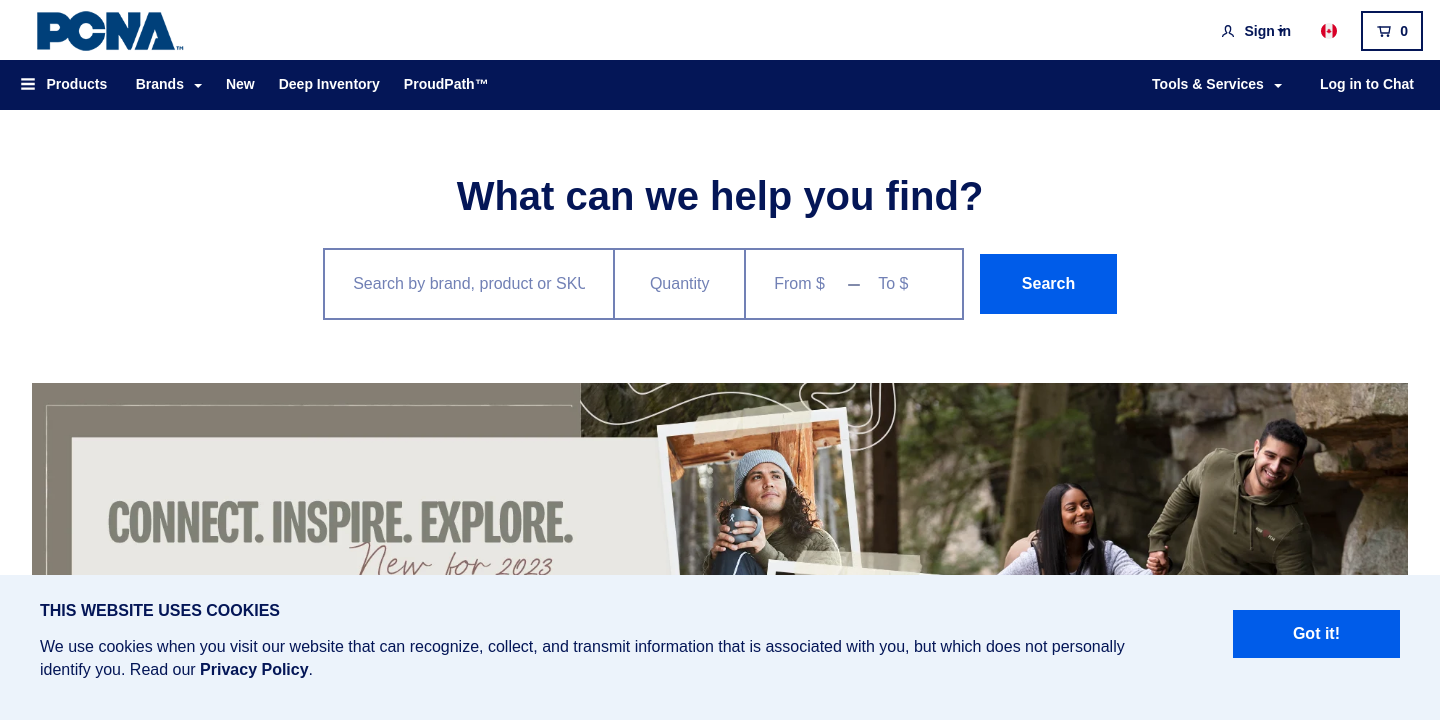 PCNA™
Sign in
0
Products Brands New Deep Inventory ProudPath™ Tools & Services Log in to Chat
What can we help you find?
Search by brand, product or SKU Quantity From $ – To $ Search
CONNECT. INSPIRE. EXPLORE.
New for 2023
THIS WEBSITE USES COOKIES
We use cookies when you visit our website that can recognize, collect, and transmit information that is associated with you, but which does not personally
identify you. Read our Privacy Policy.
Got it!